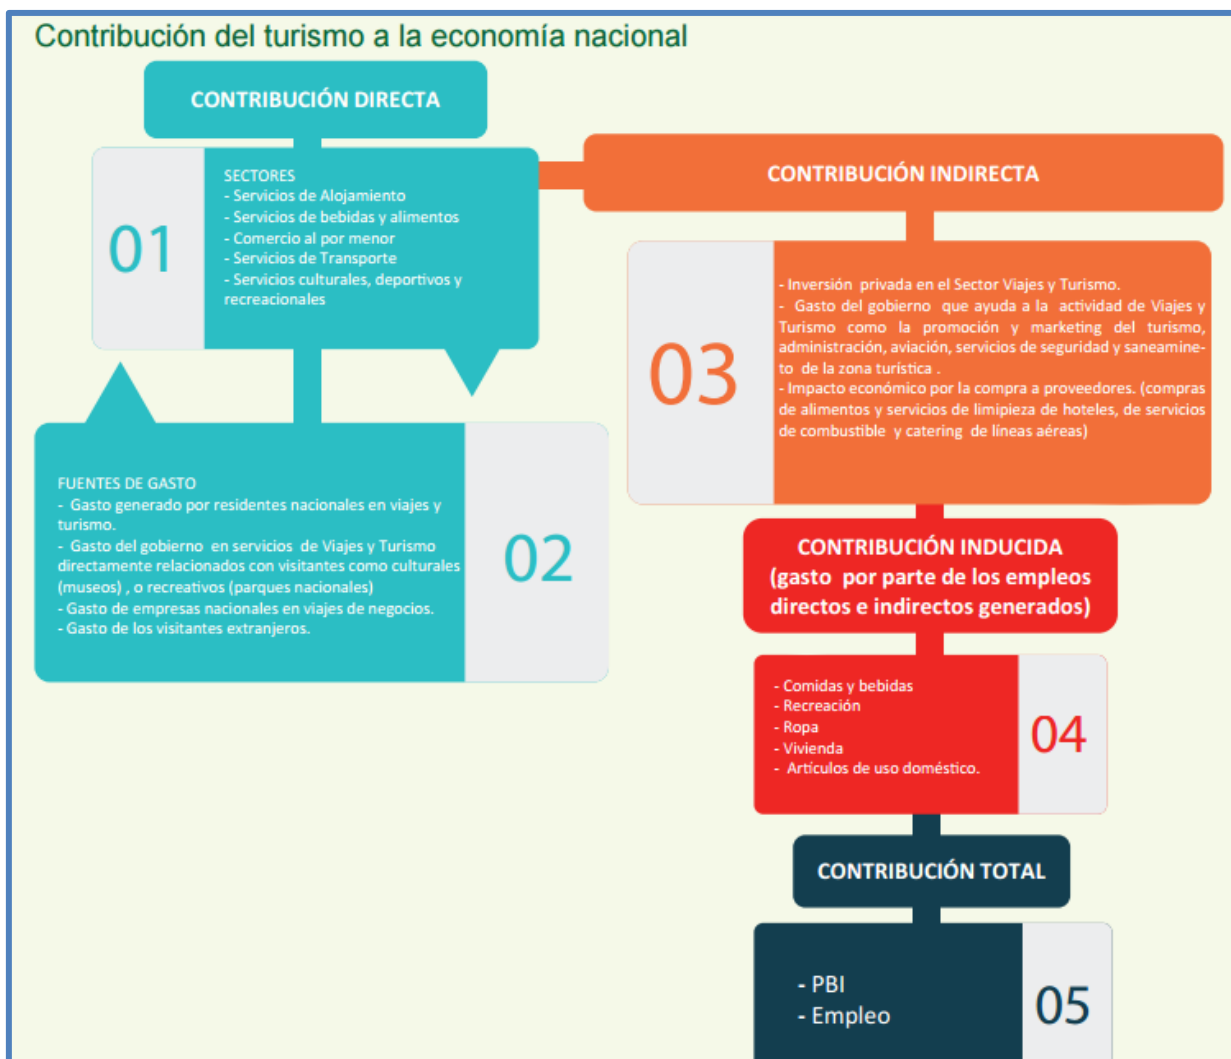 Contribución del turismo a la economía nacional
CONTRIBUCIÓN DIRECTA
01
SECTORES
- Servicios de Alojamiento
- Servicios de bebidas y alimentos
- Comercio al por menor
- Servicios de Transporte
- Servicios culturales, deportivos y
recreacionales
FUENTES DE GASTO
- Gasto generado por residentes nacionales en viajes y
turismo.
- Gasto del gobierno en servicios de Viajes y Turismo
directamente relacionados con visitantes como culturales
(museos) , o recreativos (parques nacionales)
- Gasto de empresas nacionales en viajes de negocios.
- Gasto de los visitantes extranjeros.
02
CONTRIBUCIÓN INDIRECTA
03
- Inversión privada en el Sector Viajes y Turismo.
- Gasto del gobierno que ayuda a la actividad de Viajes y
Turismo como la promoción y marketing del turismo,
administración, aviación, servicios de seguridad y saneamine-
to de la zona turística .
- Impacto económico por la compra a proveedores. (compras
de alimentos y servicios de limipieza de hoteles, de servicios
de combustible y catering de líneas aéreas)
CONTRIBUCIÓN INDUCIDA
(gasto por parte de los empleos
directos e indirectos generados)
- Comidas y bebidas
- Recreación
- Ropa
- Vivienda
- Artículos de uso doméstico.
04
CONTRIBUCIÓN TOTAL
- PBI
- Empleo
05